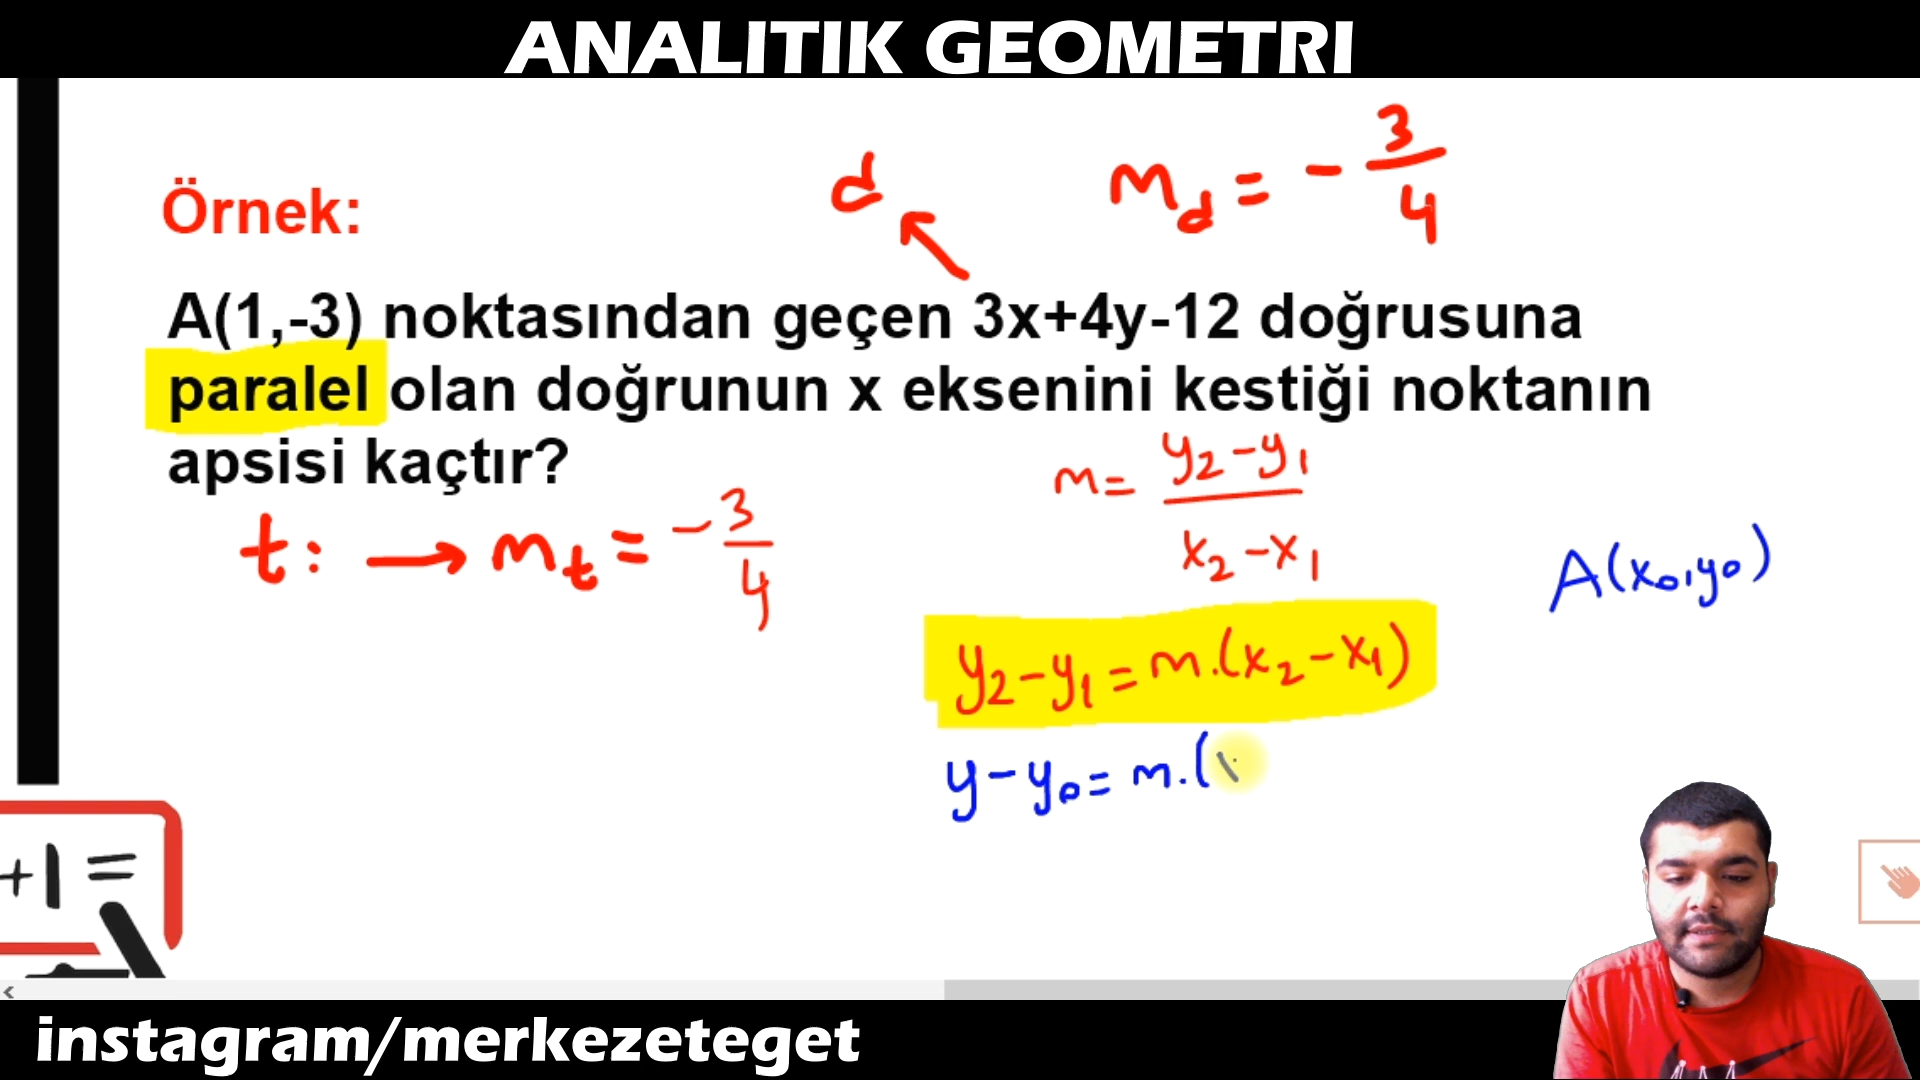 ANALITIK GEOMETRI
Örnek:
d
m_d = - 3/4
A(1,-3) noktasından geçen 3x+4y-12 doğrusuna
paralel olan doğrunun x eksenini kestiği noktanın
apsisi kaçtır?
t: → m_t = -3/4
m = y₂-y₁ / x₂-x₁
A(x₀,y₀)
y₂-y₁ = m.(x₂-x₁)
y-y₀ = m.(
+1 =
instagram/merkezeteget